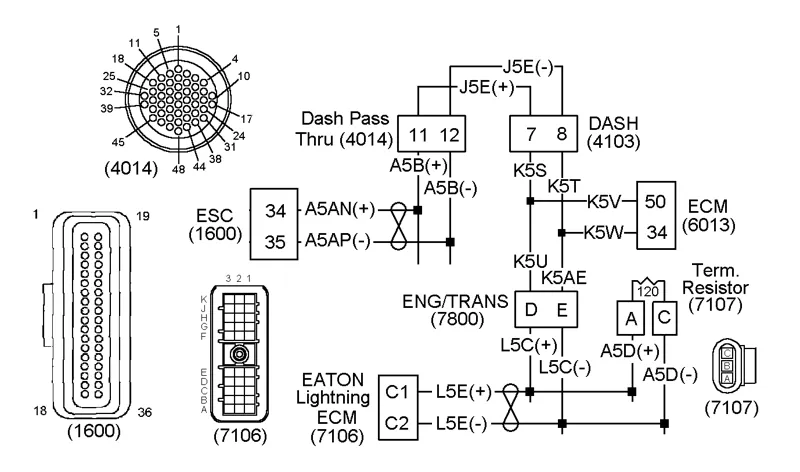 1
5
11
18
25
32
39
45
4
10
17
24
31
38
44
48
(4014)
J5E(-)
J5E(+)
Dash Pass
Thru (4014)
11 12
7 8
DASH
(4103)
A5B(+)
A5B(-)
K5S
K5T
ESC
(1600)
34
35
A5AN(+)
A5AP(-)
K5V
K5W
50
34
ECM
(6013)
K5U
K5AE
ENG/TRANS
(7800)
D E
L5C(+)
L5C(-)
Term.
Resistor
(7107)
120
A C
A5D(+)
A5D(-)
EATON
Lightning
ECM
(7106)
C1
C2
L5E(+)
L5E(-)
1 19
18 36
(1600)
3 2 1
K
J
H
G
F
E
D
C
B
A
(7106)
C
B
A
(7107)